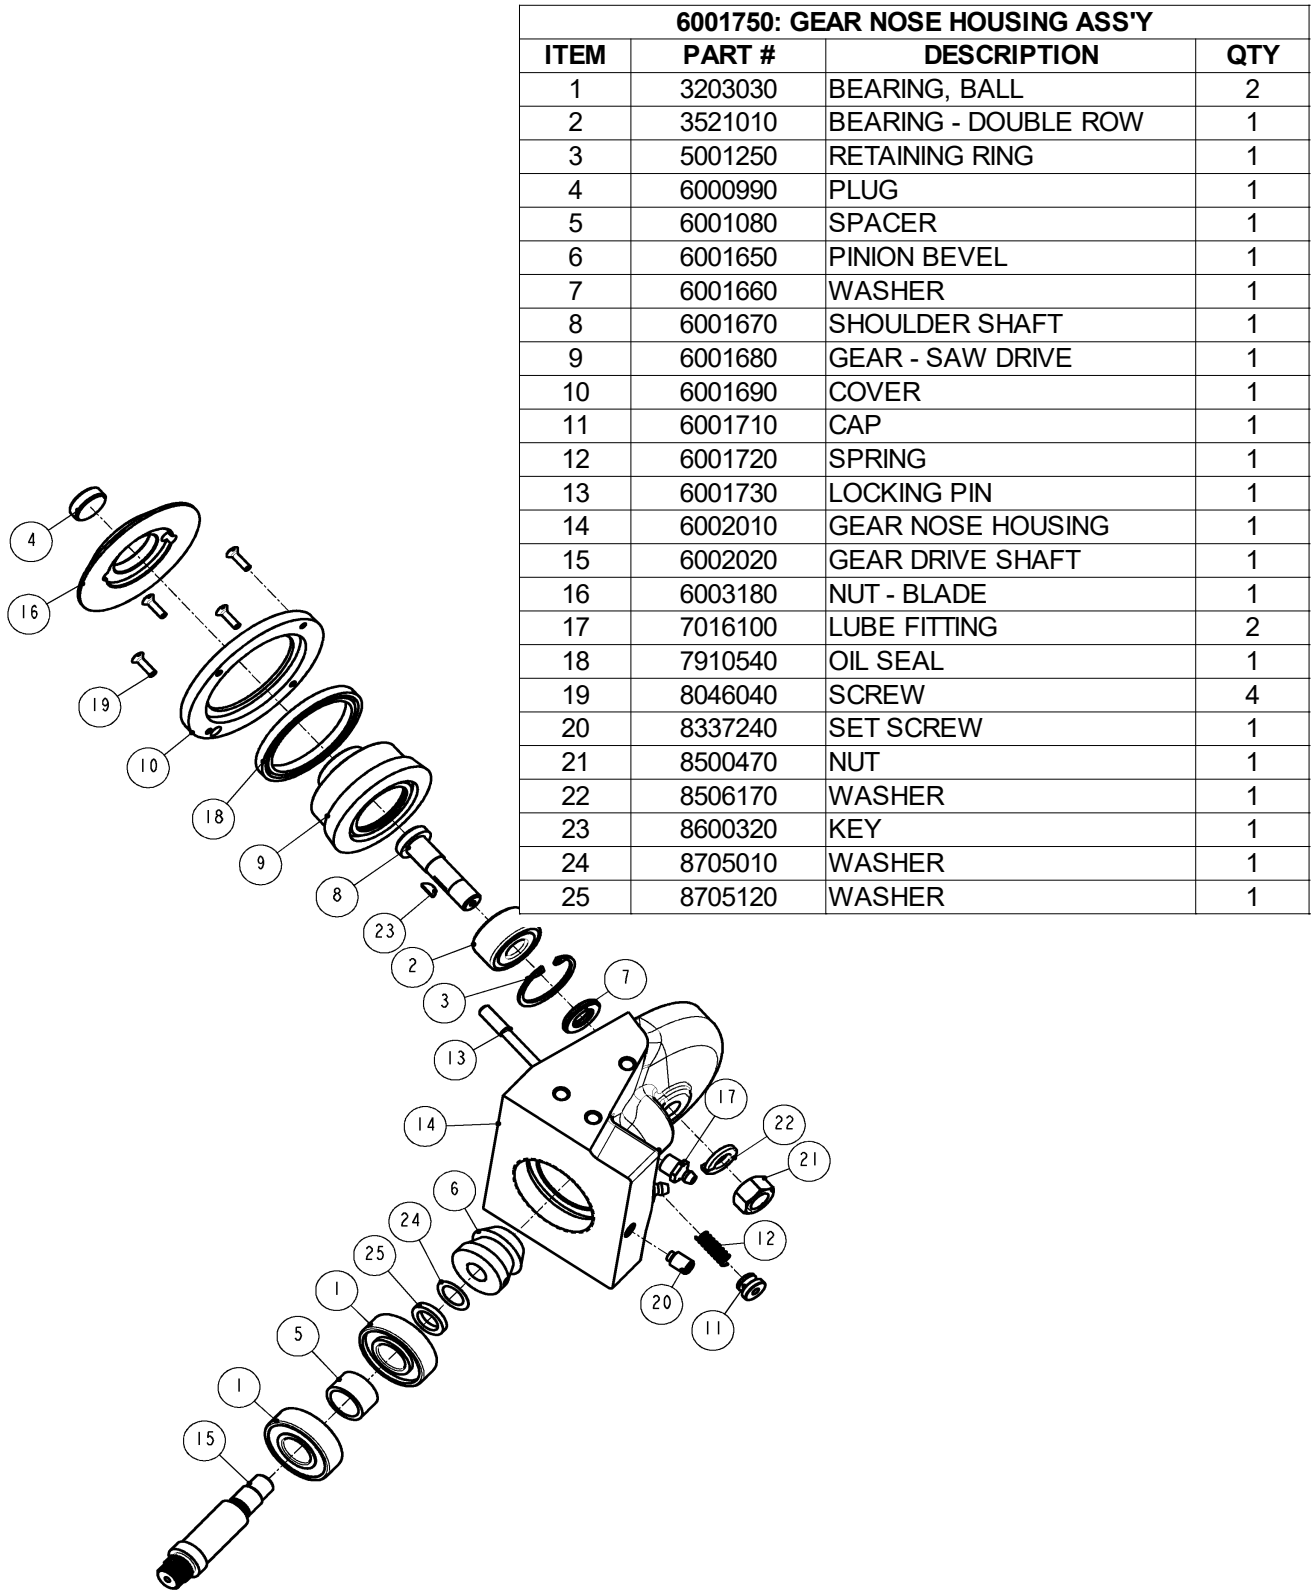 6001750: GEAR NOSE HOUSING ASS'Y
ITEM PART # DESCRIPTION QTY
1 3203030 BEARING, BALL 2
2 3521010 BEARING - DOUBLE ROW 1
3 5001250 RETAINING RING 1
4 6000990 PLUG 1
5 6001080 SPACER 1
6 6001650 PINION BEVEL 1
7 6001660 WASHER 1
8 6001670 SHOULDER SHAFT 1
9 6001680 GEAR - SAW DRIVE 1
10 6001690 COVER 1
11 6001710 CAP 1
12 6001720 SPRING 1
13 6001730 LOCKING PIN 1
14 6002010 GEAR NOSE HOUSING 1
15 6002020 GEAR DRIVE SHAFT 1
16 6003180 NUT - BLADE 1
17 7016100 LUBE FITTING 2
18 7910540 OIL SEAL 1
19 8046040 SCREW 4
20 8337240 SET SCREW 1
21 8500470 NUT 1
22 8506170 WASHER 1
23 8600320 KEY 1
24 8705010 WASHER 1
25 8705120 WASHER 1
4
16
19
10
18
9
8
23
2
3
7
13
14
17
22
21
6
24
12
25
1
20
11
5
1
15